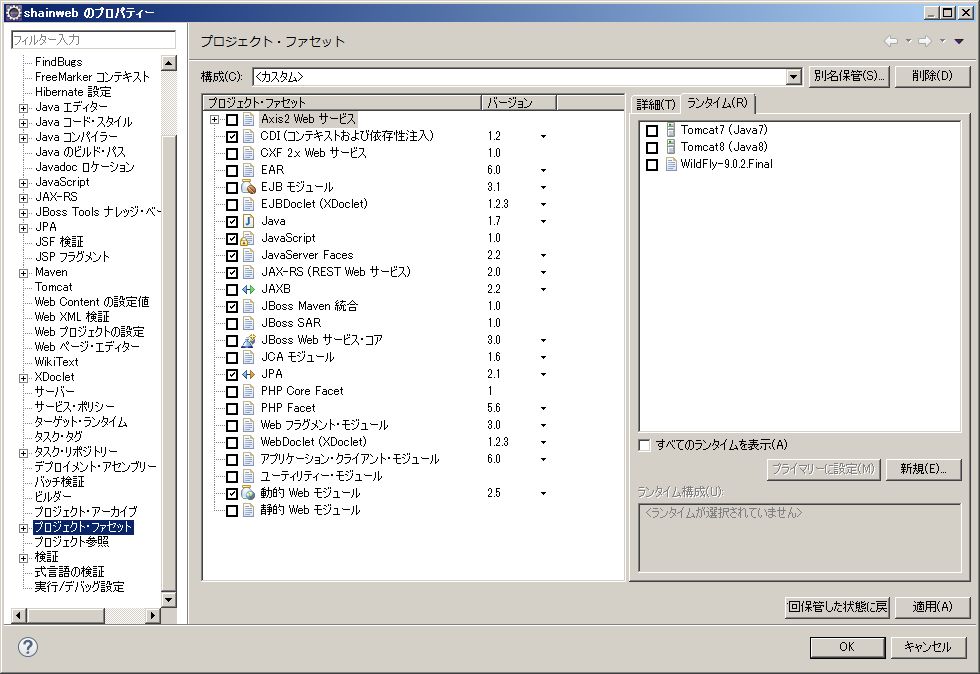 shainweb のプロパティー
フィルター入力
FindBugs
FreeMarker コンテキスト
Hibernate 設定
Java エディター
Java コード・スタイル
Java コンパイラー
Java のビルド・パス
Javadoc ロケーション
JavaScript
JAX-RS
JBoss Tools ナレッジ・ベー
JPA
JSF 検証
JSP フラグメント
Maven
Tomcat
Web Content の設定値
Web XML 検証
Web プロジェクトの設定
Web ページ・エディター
WikiText
XDoclet
サーバー
サービス・ポリシー
ターゲット・ランタイム
タスク・タグ
タスク・リポジトリー
デプロイメント・アセンブリー
バッチ検証
ビルダー
プロジェクト・アーカイブ
プロジェクト・ファセット
プロジェクト参照
検証
式言語の検証
実行/デバッグ設定
プロジェクト・ファセット
構成(C): <カスタム> 別名保管(S)... 削除(D)
プロジェクト・ファセット バージョン
Axis2 Web サービス
CDI (コンテキストおよび依存性注入) 1.2
CXF 2.x Web サービス 1.0
EAR 6.0
EJB モジュール 3.1
EJBDoclet (XDoclet) 1.2.3
Java 1.7
JavaScript 1.0
JavaServer Faces 2.2
JAX-RS (REST Web サービス) 2.0
JAXB 2.2
JBoss Maven 統合 1.0
JBoss SAR 1.0
JBoss Web サービス・コア 3.0
JCA モジュール 1.6
JPA 2.1
PHP Core Facet 1
PHP Facet 5.6
Web フラグメント・モジュール 3.0
WebDoclet (XDoclet) 1.2.3
アプリケーション・クライアント・モジュール 6.0
ユーティリティー・モジュール
動的 Web モジュール 2.5
静的 Web モジュール
詳細(T) ランタイム(R)
Tomcat7 (Java7)
Tomcat8 (Java8)
WildFly-9.0.2.Final
すべてのランタイムを表示(A)
プライマリーに設定(M) 新規(E)...
ランタイム構成(U):
<ランタイムが選択されていません>
回保管した状態に戻 適用(A)
OK キャンセル